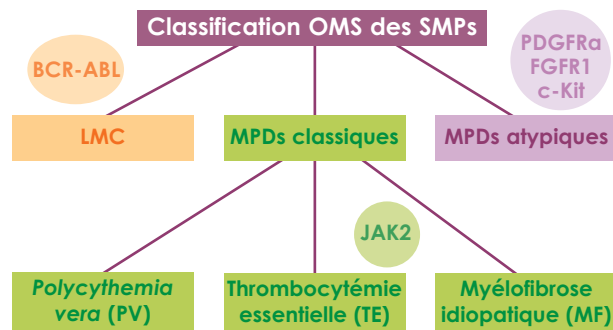 Classification OMS des SMPs
BCR-ABL
PDGFRa
FGFR1
c-Kit
LMC
MPDs classiques
MPDs atypiques
JAK2
Polycythemia
vera (PV)
Thrombocytémie
essentielle (TE)
Myélofibrose
idiopatique (MF)